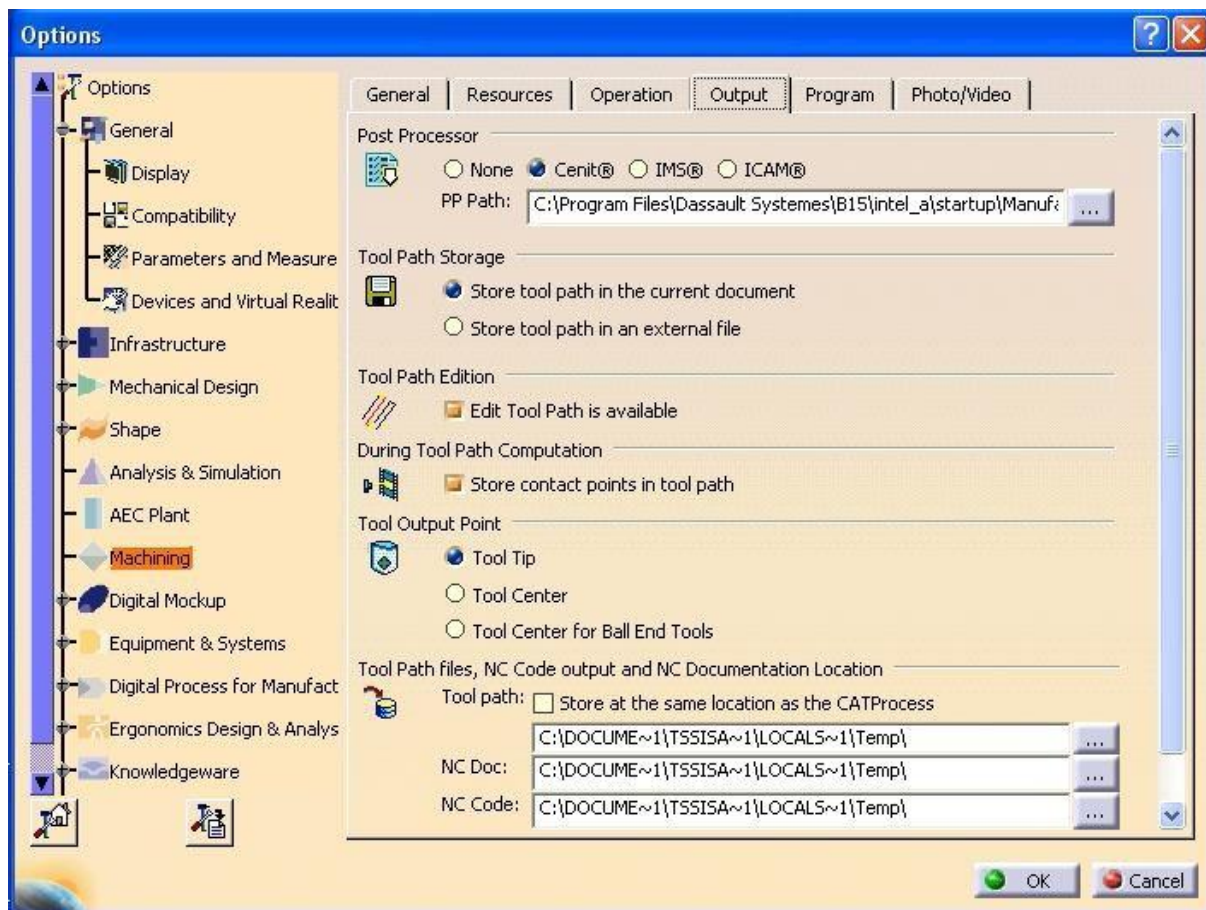 Options
Options
General
Display
Compatibility
Parameters and Measure
Devices and Virtual Realit
Infrastructure
Mechanical Design
Shape
Analysis & Simulation
AEC Plant
Machining
Digital Mockup
Equipment & Systems
Digital Process for Manufact
Ergonomics Design & Analys
Knowledgeware
General Resources Operation Output Program Photo/Video
Post Processor
None Cenit® IMS® ICAM®
PP Path: C:\Program Files\Dassault Systemes\B15\intel_a\startup\Manufa ...
Tool Path Storage
Store tool path in the current document
Store tool path in an external file
Tool Path Edition
Edit Tool Path is available
During Tool Path Computation
Store contact points in tool path
Tool Output Point
Tool Tip
Tool Center
Tool Center for Ball End Tools
Tool Path files, NC Code output and NC Documentation Location
Tool path: Store at the same location as the CATProcess
C:\DOCUME~1\TSSISA~1\LOCALS~1\Temp\ ...
NC Doc: C:\DOCUME~1\TSSISA~1\LOCALS~1\Temp\ ...
NC Code: C:\DOCUME~1\TSSISA~1\LOCALS~1\Temp\ ...
OK Cancel